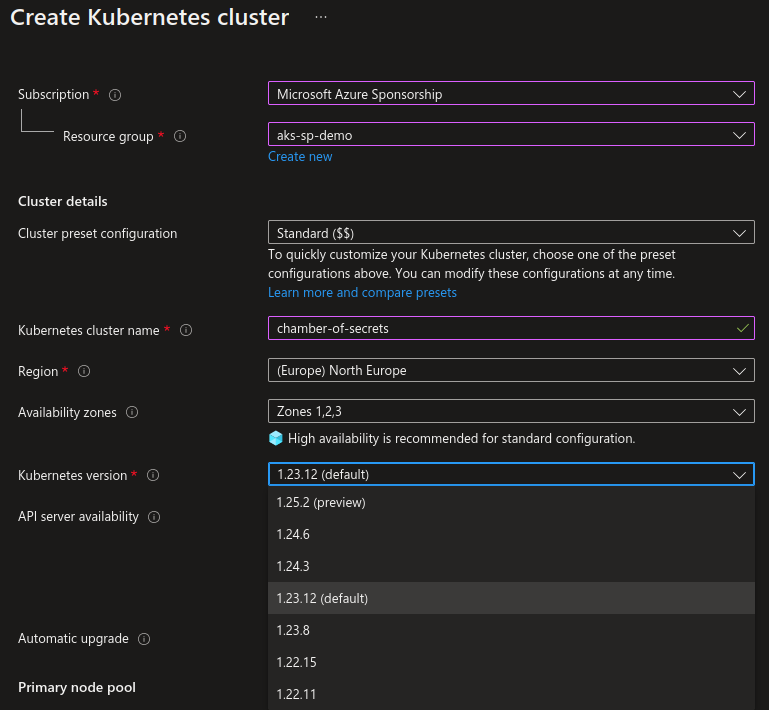 Create Kubernetes cluster ...
Subscription *
Microsoft Azure Sponsorship
Resource group *
aks-sp-demo
Create new
Cluster details
Cluster preset configuration
Standard ($$)
To quickly customize your Kubernetes cluster, choose one of the preset
configurations above. You can modify these configurations at any time.
Learn more and compare presets
Kubernetes cluster name *
chamber-of-secrets
Region *
(Europe) North Europe
Availability zones
Zones 1,2,3
High availability is recommended for standard configuration.
Kubernetes version *
1.23.12 (default)
1.25.2 (preview)
API server availability
1.24.6
1.24.3
1.23.12 (default)
1.23.8
Automatic upgrade
1.22.15
Primary node pool
1.22.11